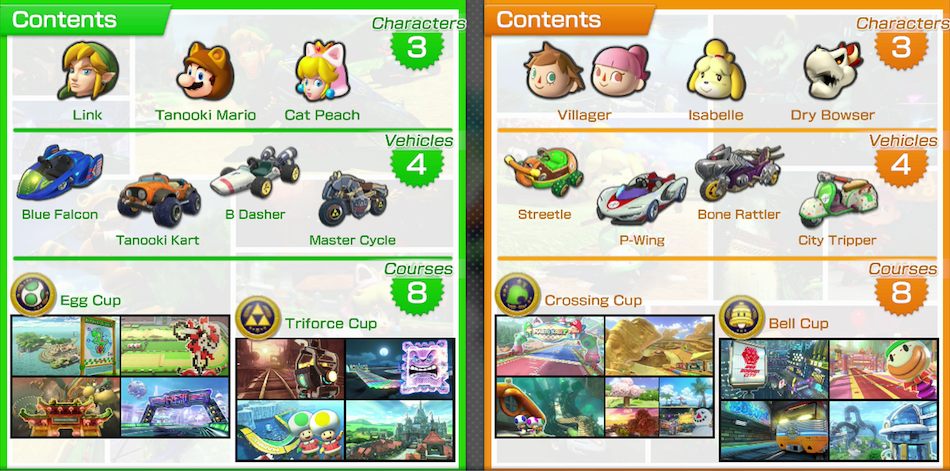 Contents
Characters
3
Link
Tanooki Mario
Cat Peach
Vehicles
4
Blue Falcon
Tanooki Kart
B Dasher
Master Cycle
Courses
8
Egg Cup
Triforce Cup
Contents
Characters
3
Villager
Isabelle
Dry Bowser
Vehicles
4
Streetle
P-Wing
Bone Rattler
City Tripper
Courses
8
Crossing Cup
Bell Cup